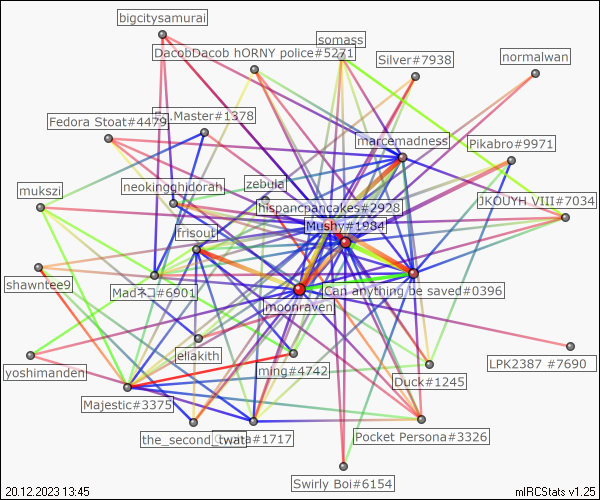 bigcitysamurai
somass
DacobDacob hORNY police#5271
Silver#7938
normalwan
Fedora Stoat#4479
.Master#1378
marcemadness
Pikabro#9971
mukszi
neokingghidorah
zebula
hispancpancakes#2928
JKOUYH VIII#7034
Mushy#1984
frisout
shawntee9
Madネコ#6901
Can anything be saved#0396
moonraven
eliakith
yoshimanden
ming#4742
LPK2387 #7690
Duck#1245
Majestic#3375
the_second_twat
#1717
Pocket Persona#3326
Swirly Boi#6154
20.12.2023 13:45
mIRCStats v1.25